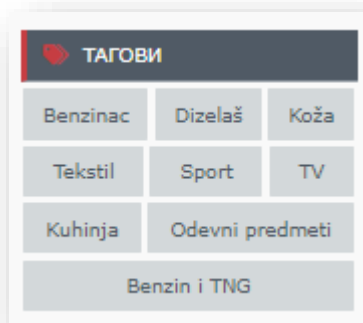 ТАГОВИ
Benzinac Dizelaš Koža
Tekstil Sport TV
Kuhinja Odevni predmeti
Benzin i TNG